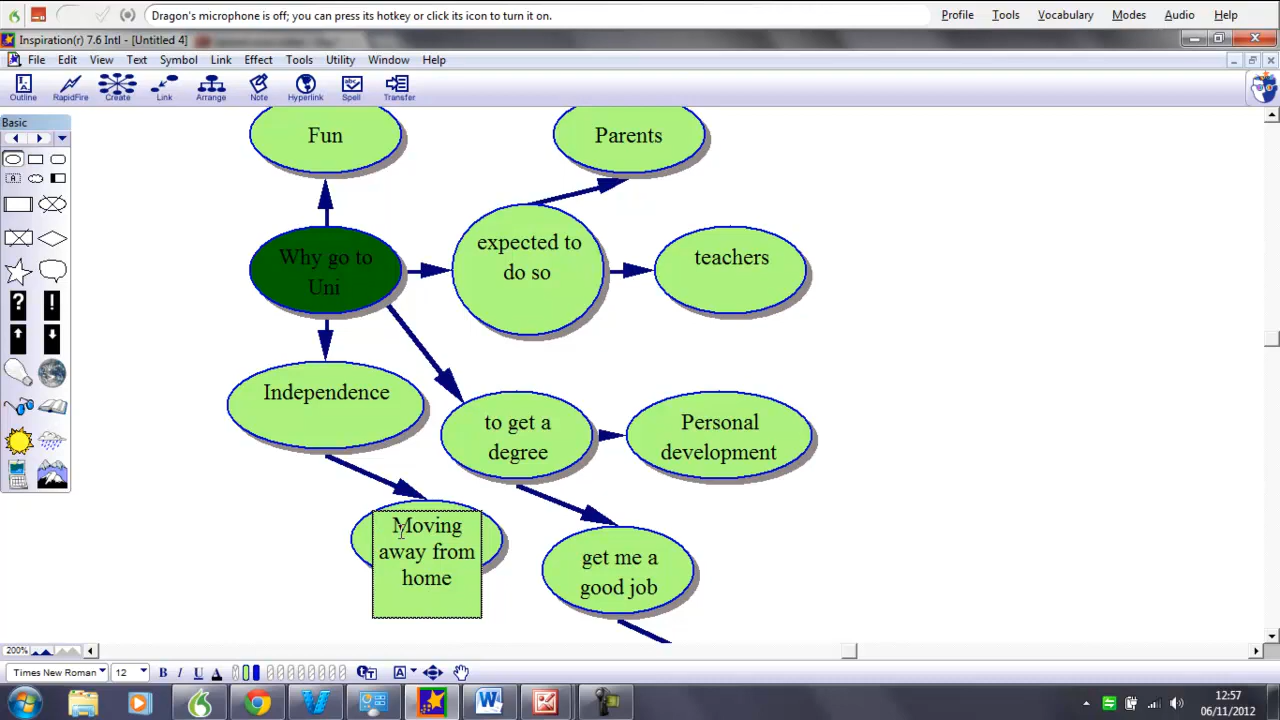 Dragon's microphone is off; you can press its hotkey or click its icon to turn it on.
Profile Tools Vocabulary Modes Audio Help
Inspiration(r) 7.6 Intl - [Untitled 4]
File Edit View Text Symbol Link Effect Tools Utility Window Help
Outline RapidFire Create Link Arrange Note Hyperlink Spell Transfer
Basic
Fun
Parents
Why go to
Uni
expected to
do so
teachers
Independence
to get a
degree
Personal
development
Moving
away from
home
get me a
good job
200%
Times New Roman 12 B I U A
12:57
06/11/2012